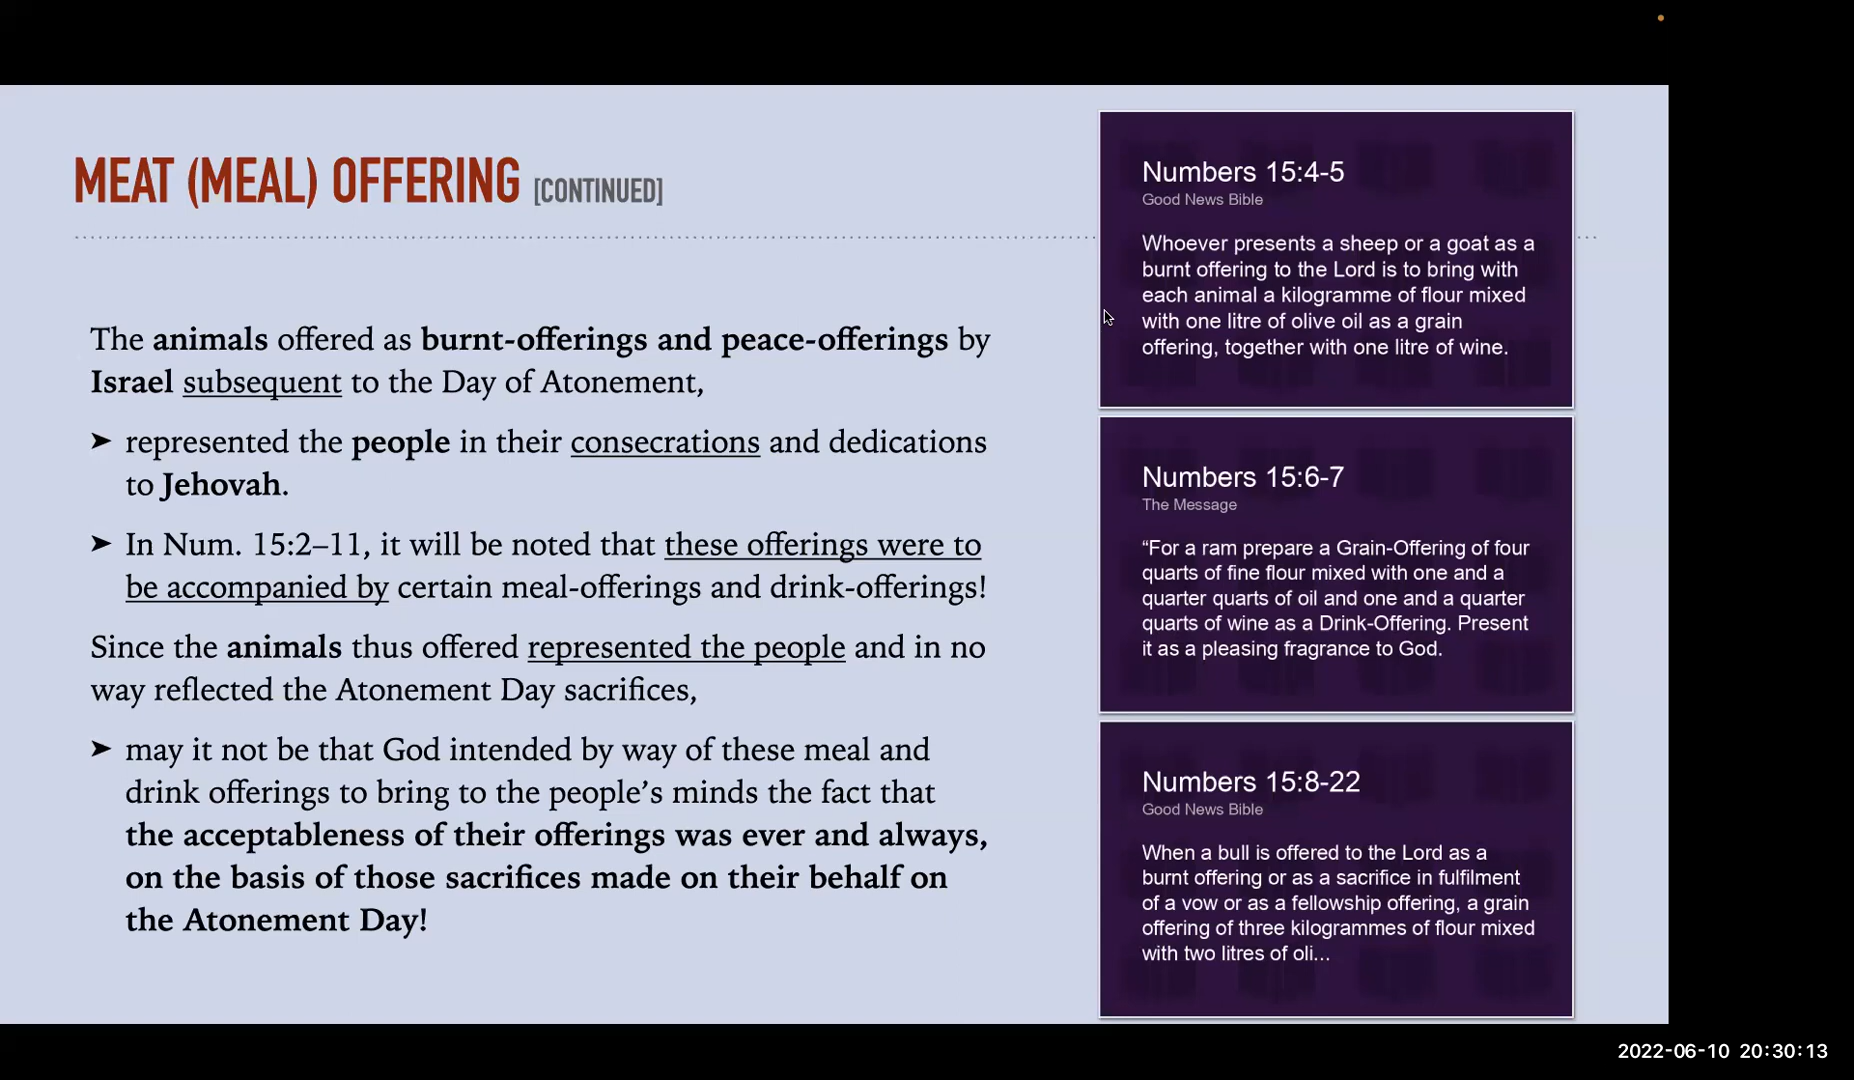 MEAT (MEAL) OFFERING [CONTINUED]
The animals offered as burnt-offerings and peace-offerings by
Israel subsequent to the Day of Atonement,
➤ represented the people in their consecrations and dedications
to Jehovah.
➤ In Num. 15:2–11, it will be noted that these offerings were to
be accompanied by certain meal-offerings and drink-offerings!
Since the animals thus offered represented the people and in no
way reflected the Atonement Day sacrifices,
➤ may it not be that God intended by way of these meal and
drink offerings to bring to the people’s minds the fact that
the acceptableness of their offerings was ever and always,
on the basis of those sacrifices made on their behalf on
the Atonement Day!
Numbers 15:4-5
Good News Bible
Whoever presents a sheep or a goat as a
burnt offering to the Lord is to bring with
each animal a kilogramme of flour mixed
with one litre of olive oil as a grain
offering, together with one litre of wine.
Numbers 15:6-7
The Message
“For a ram prepare a Grain-Offering of four
quarts of fine flour mixed with one and a
quarter quarts of oil and one and a quarter
quarts of wine as a Drink-Offering. Present
it as a pleasing fragrance to God.
Numbers 15:8-22
Good News Bible
When a bull is offered to the Lord as a
burnt offering or as a sacrifice in fulfilment
of a vow or as a fellowship offering, a grain
offering of three kilogrammes of flour mixed
with two litres of oli...
2022-06-10 20:30:13